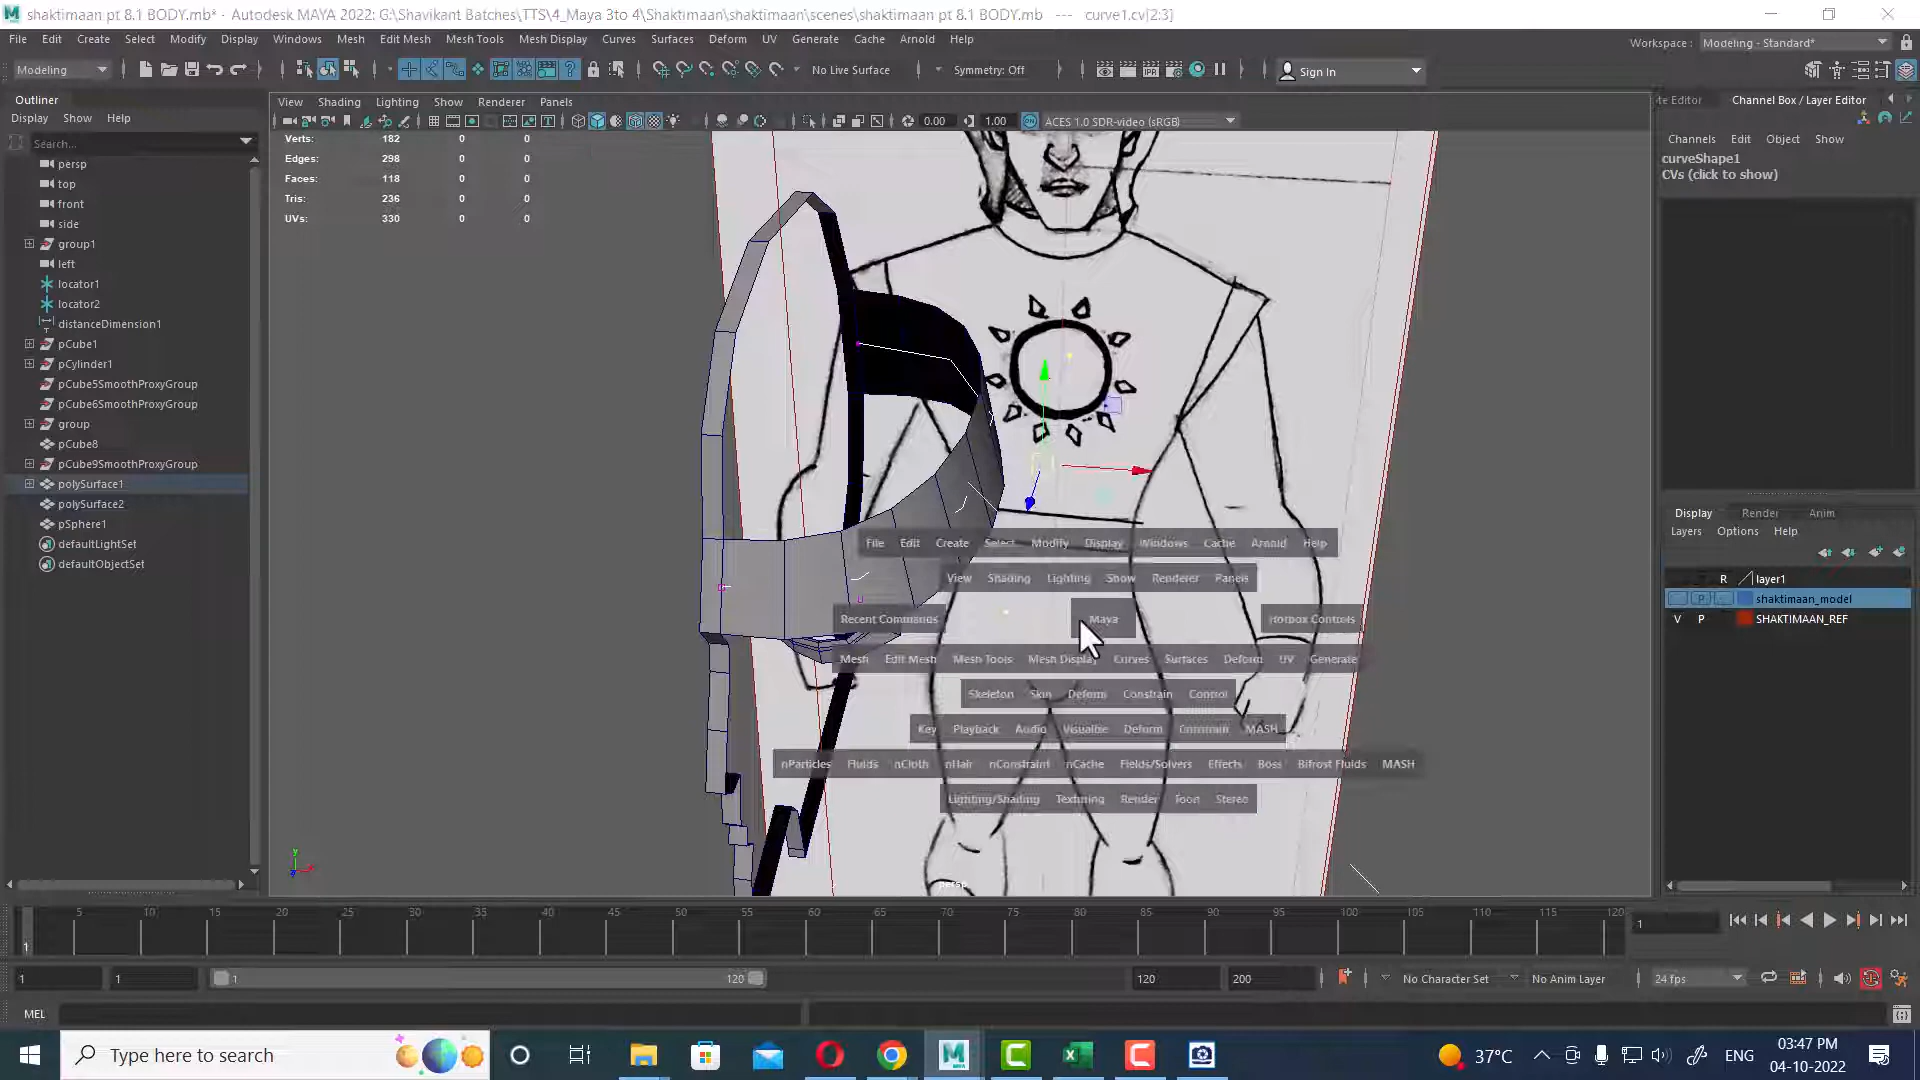 shaktimaan pt 8.1 BODY.mb* - Autodesk MAYA 2022: G:\Shavikant Batches\TTS\4_Maya 3to 4\Shaktimaan\shaktimaan\scenes\shaktimaan pt 8.1 BODY.mb --- curve1.cv[2:3]
File Edit Create Select Modify Display Windows Mesh Edit Mesh Mesh Tools Mesh Display Curves Surfaces Deform UV Generate Cache Arnold Help
Workspace : Modeling - Standard*
Modeling
No Live Surface
Symmetry: Off
Sign In
Outliner
Display Show Help
Search...
persp
top
front
side
group1
left
locator1
locator2
distanceDimension1
pCube1
pCylinder1
pCube5SmoothProxyGroup
pCube6SmoothProxyGroup
group
pCube8
pCube9SmoothProxyGroup
polySurface1
polySurface2
pSphere1
defaultLightSet
defaultObjectSet
View Shading Lighting Show Renderer Panels
0.00 1.00 ACES 1.0 SDR-video (sRGB)
Verts: 182 0 0
Edges: 298 0 0
Faces: 118 0 0
Tris: 236 0 0
UVs: 330 0 0
File Edit Create Select Modify Display Windows Cache Arnold Help
View Shading Lighting Show Renderer Panels
Recent Commands Maya Hotbox Controls
Mesh Edit Mesh Mesh Tools Mesh Display Curves Surfaces Deform UV Generate
Skeleton Skin Deform Constrain Control
Key Playback Audio Visualize Deform Constrain MASH
nParticles Fluids nCloth nHair nConstraint nCache Fields/Solvers Effects Boss Bifrost Fluids MASH
Lighting/Shading Texturing Render Toon Stereo
persp
y
te Editor Channel Box / Layer Editor
Channels Edit Object Show
curveShape1
CVs (click to show)
Display Render Anim
Layers Options Help
R layer1
P shaktimaan_model
V P SHAKTIMAAN_REF
5 10 15 20 25 30 35 40 45 50 55 60 65 70 75 80 85 90 95 100 105 110 115 120
1
1
1 1 1 120 120 200 No Character Set No Anim Layer 24 fps
MEL
Type here to search
37°C
ENG
03:47 PM
04-10-2022